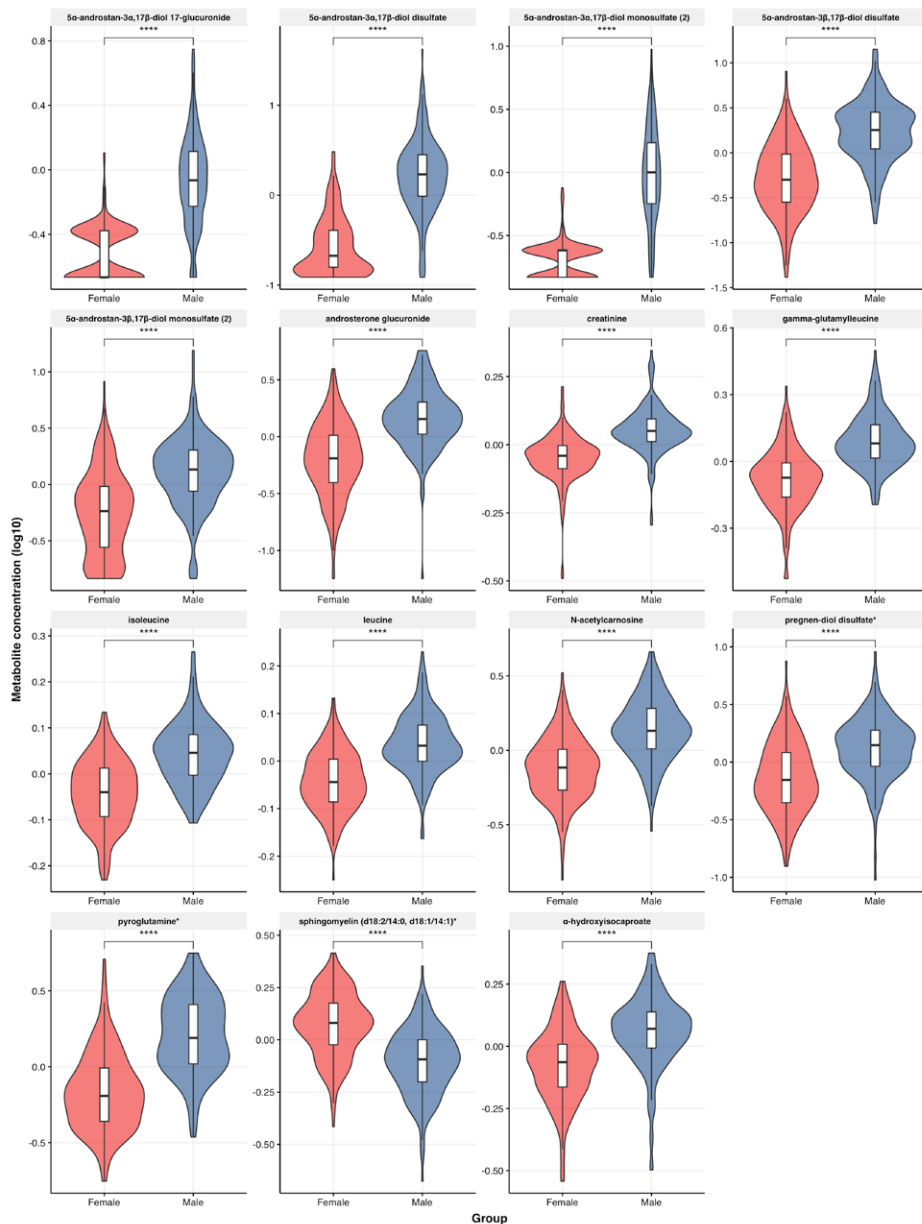 5α-androstan-3α,17β-diol 17-glucuronide
5α-androstan-3α,17β-diol disulfate
5α-androstan-3α,17β-diol monosulfate (2)
5α-androstan-3β,17β-diol disulfate
****
****
****
****
0.8
0.4
0.0
-0.4
1
0
-1
1.0
0.5
0.0
-0.5
1.0
0.5
0.0
-0.5
-1.0
-1.5
Female Male
Female Male
Female Male
Female Male
5α-androstan-3β,17β-diol monosulfate (2)
androsterone glucuronide
creatinine
gamma-glutamylleucine
****
****
****
****
1.0
0.5
0.0
-0.5
0.5
0.0
-0.5
-1.0
0.25
0.00
-0.25
-0.50
0.6
0.3
0.0
-0.3
Female Male
Female Male
Female Male
Female Male
Metabolite concentration (log10)
isoleucine
leucine
N-acetylcarnosine
pregnen-diol disulfate*
****
****
****
****
0.3
0.2
0.1
0.0
-0.1
-0.2
0.2
0.1
0.0
-0.1
-0.2
0.5
0.0
-0.5
1.0
0.5
0.0
-0.5
-1.0
Female Male
Female Male
Female Male
Female Male
pyroglutamine*
sphingomyelin (d18:2/14:0, d18:1/14:1)*
α-hydroxyisocaproate
****
****
****
0.5
0.0
-0.5
0.50
0.25
0.00
-0.25
-0.50
0.25
0.00
-0.25
-0.50
Female Male
Female Male
Female Male
Group